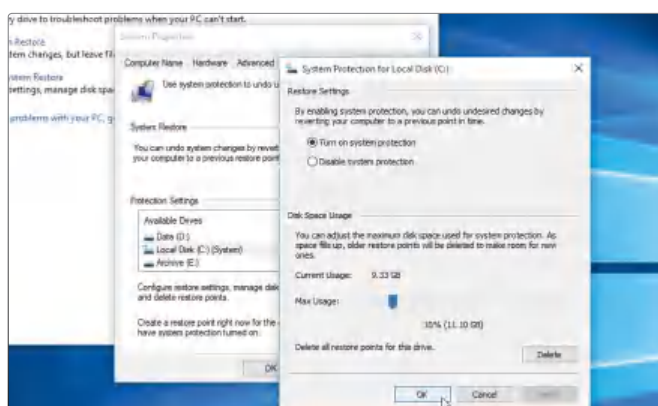 y drive to troubleshoot problems when your PC can't start.
n Restore
tem changes, but leave fil
stem Restore
settings, manage disk spa
problems with your PC, g
System Properties
Computer Name Hardware Advanced
Use system protection to undo u
System Restore
You can undo system changes by revert
your computer to a previous restore point
Protection Settings
Available Drives
Data (D:)
Local Disk (C:) (System)
Archive (E:)
Configure restore settings, manage disk
and delete restore points.
Create a restore point right now for the
have system protection turned on.
OK
System Protection for Local Disk (C:)
Restore Settings
By enabling system protection, you can undo undesired changes by
reverting your computer to a previous point in time.
Turn on system protection
Disable system protection
Disk Space Usage
You can adjust the maximum disk space used for system protection. As
space fills up, older restore points will be deleted to make room for new
ones.
Current Usage: 9.33 GB
Max Usage:
10% (11.10 GB)
Delete all restore points for this drive.
Delete
OK Cancel